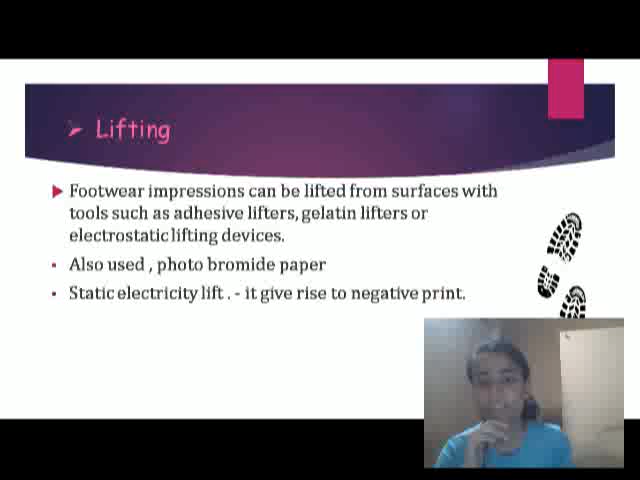 Lifting
Footwear impressions can be lifted from surfaces with
tools such as adhesive lifters, gelatin lifters or
electrostatic lifting devices.
Also used , photo bromide paper
Static electricity lift . - it give rise to negative print.